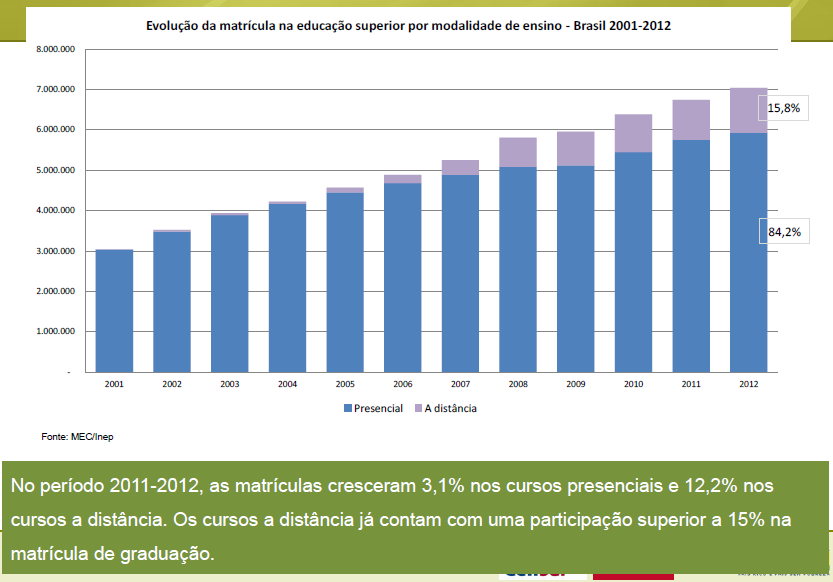 Evolução da matrícula na educação superior por modalidade de ensino - Brasil 2001-2012
8.000.000
7.000.000
6.000.000
5.000.000
4.000.000
3.000.000
2.000.000
1.000.000
-
15,8%
84,2%
2001 2002 2003 2004 2005 2006 2007 2008 2009 2010 2011 2012
Presencial A distância
Fonte: MEC/Inep
No período 2011-2012, as matrículas cresceram 3,1% nos cursos presenciais e 12,2% nos
cursos a distância. Os cursos a distância já contam com uma participação superior a 15% na
matrícula de graduação.